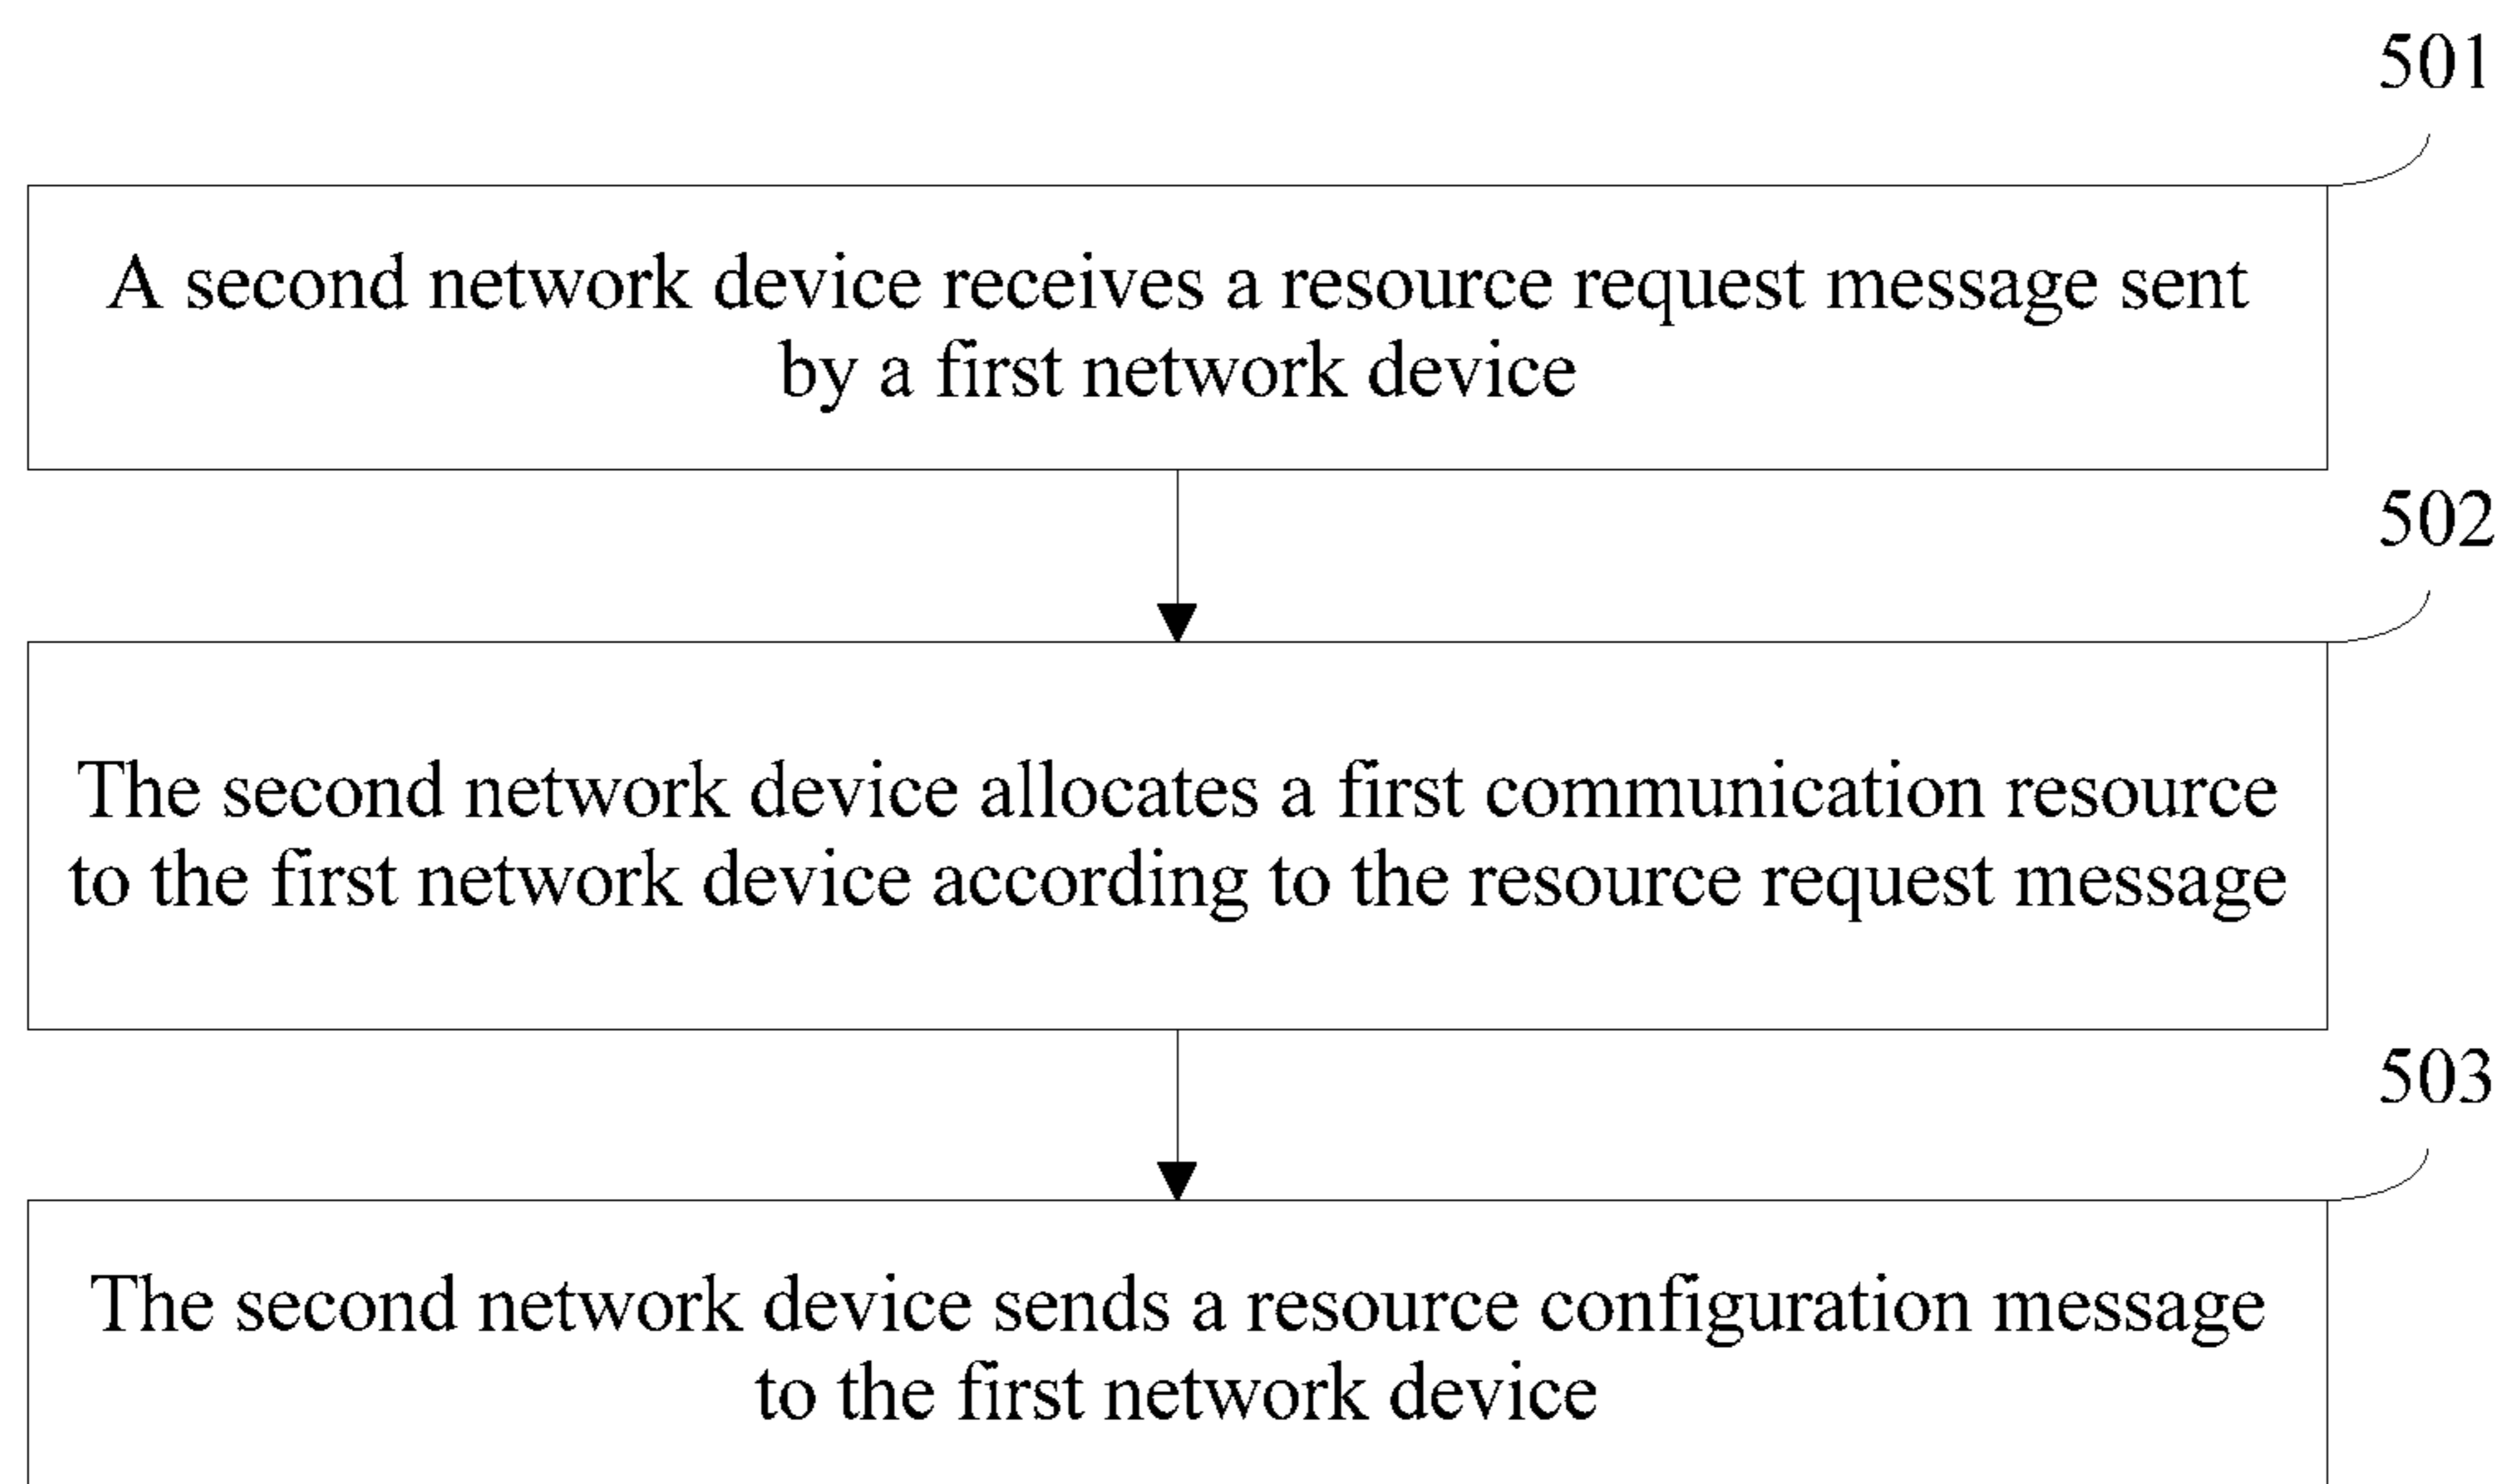 501
A second network device receives a resource request message sent
by a first network device
502
The second network device allocates a first communication resource
to the first network device according to the resource request message
503
The second network device sends a resource configuration message
to the first network device